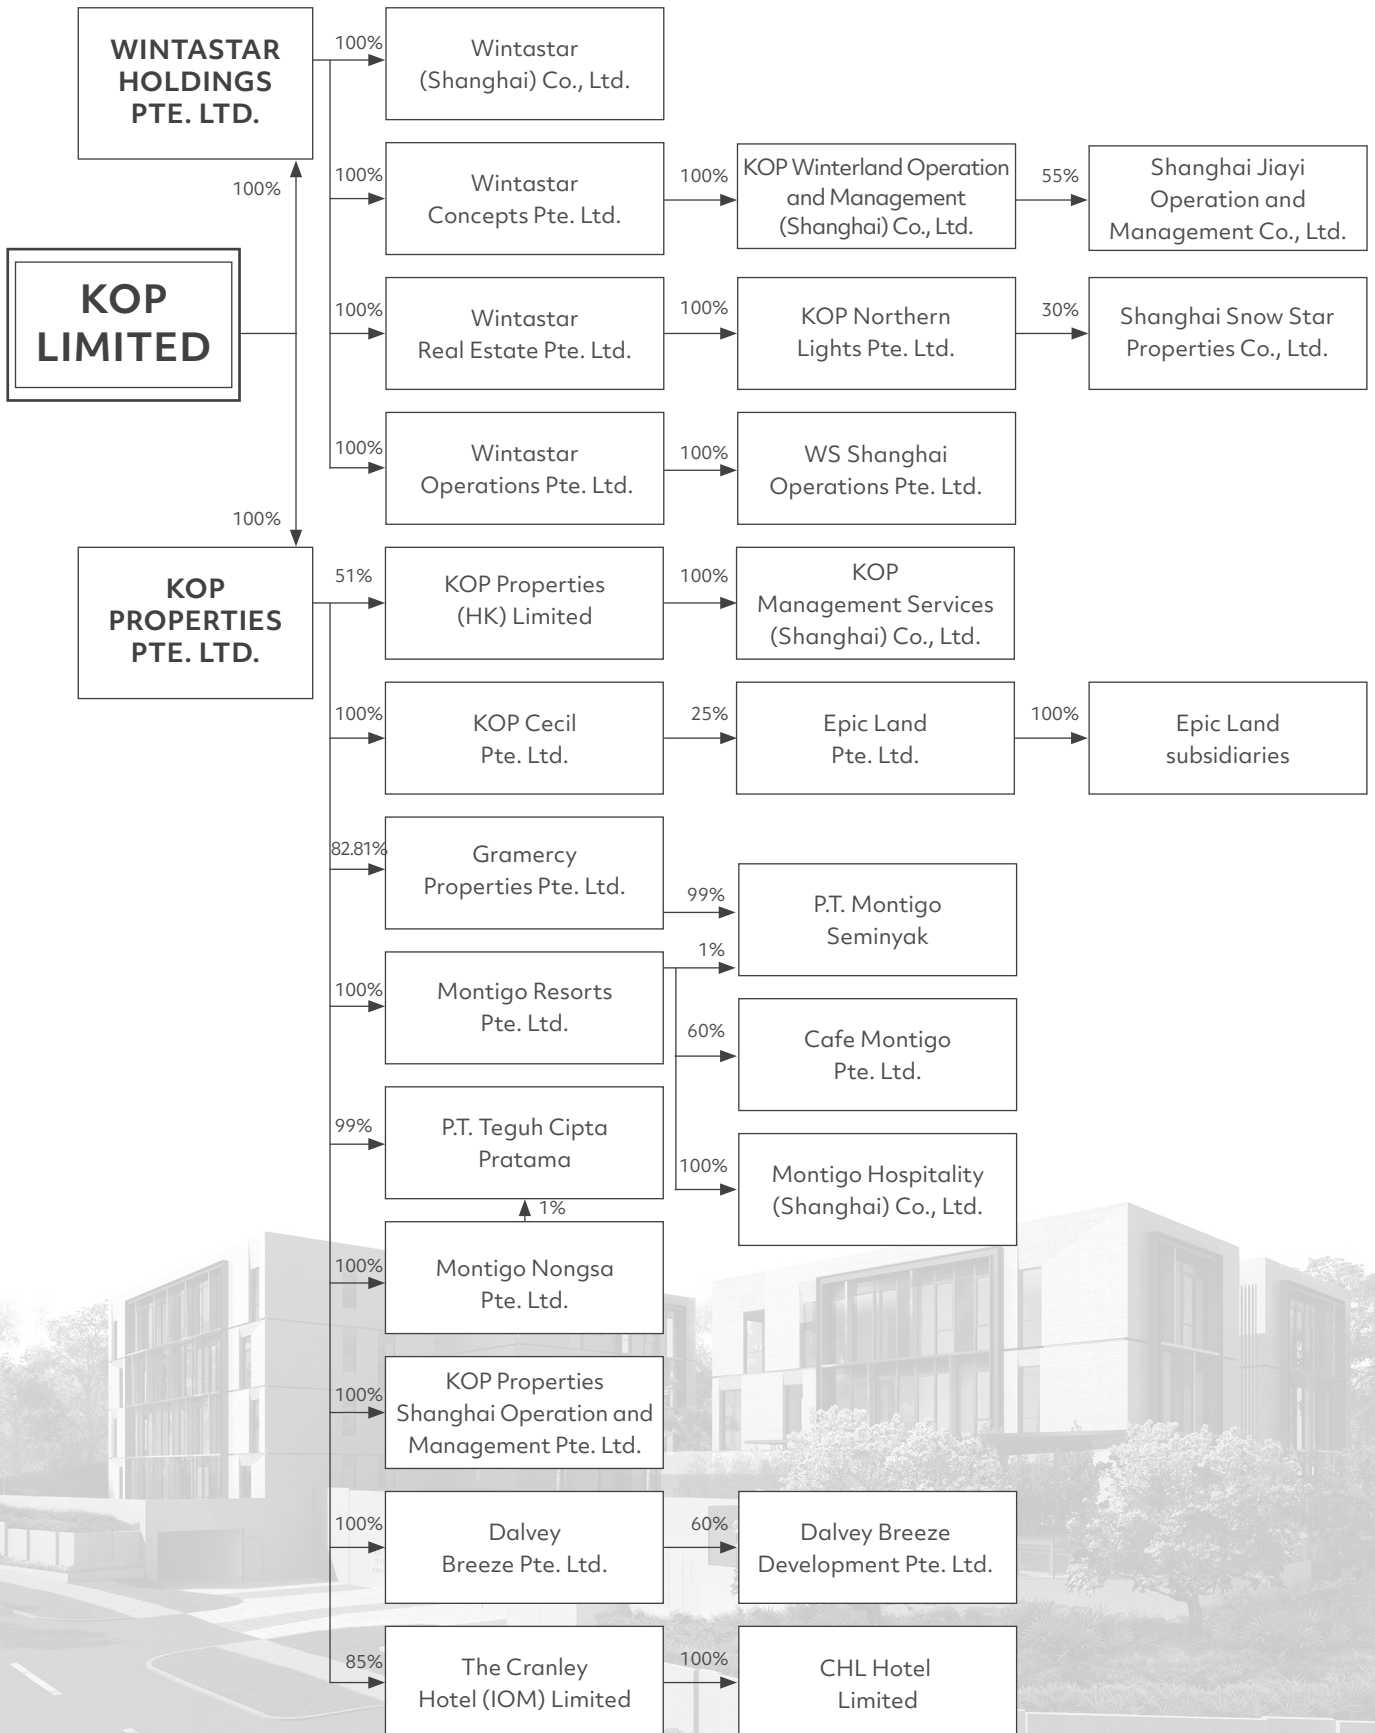 WINTASTAR
HOLDINGS
PTE. LTD.
100%
Wintastar
(Shanghai) Co., Ltd.
100%
100%
Wintastar
Concepts Pte. Ltd.
100%
KOP Winterland Operation
and Management
(Shanghai) Co., Ltd.
55%
Shanghai Jiayi
Operation and
Management Co., Ltd.
KOP
LIMITED
100%
Wintastar
Real Estate Pte. Ltd.
100%
KOP Northern
Lights Pte. Ltd.
30%
Shanghai Snow Star
Properties Co., Ltd.
100%
Wintastar
Operations Pte. Ltd.
100%
WS Shanghai
Operations Pte. Ltd.
100%
KOP
PROPERTIES
PTE. LTD.
51%
KOP Properties
(HK) Limited
100%
KOP
Management Services
(Shanghai) Co., Ltd.
100%
KOP Cecil
Pte. Ltd.
25%
Epic Land
Pte. Ltd.
100%
Epic Land
subsidiaries
82.81%
Gramercy
Properties Pte. Ltd.
99%
P.T. Montigo
Seminyak
1%
100%
Montigo Resorts
Pte. Ltd.
60%
Cafe Montigo
Pte. Ltd.
99%
P.T. Teguh Cipta
Pratama
100%
Montigo Hospitality
(Shanghai) Co., Ltd.
1%
100%
Montigo Nongsa
Pte. Ltd.
100%
KOP Properties
Shanghai Operation and
Management Pte. Ltd.
100%
Dalvey
Breeze Pte. Ltd.
60%
Dalvey Breeze
Development Pte. Ltd.
85%
The Cranley
Hotel (IOM) Limited
100%
CHL Hotel
Limited